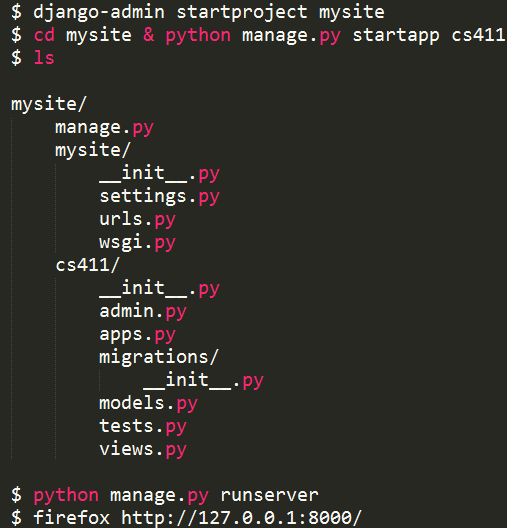 $ django-admin startproject mysite
$ cd mysite & python manage.py startapp cs411
$ ls
mysite/
manage.py
mysite/
__init__.py
settings.py
urls.py
wsgi.py
cs411/
__init__.py
admin.py
apps.py
migrations/
__init__.py
models.py
tests.py
views.py
$ python manage.py runserver
$ firefox http://127.0.0.1:8000/